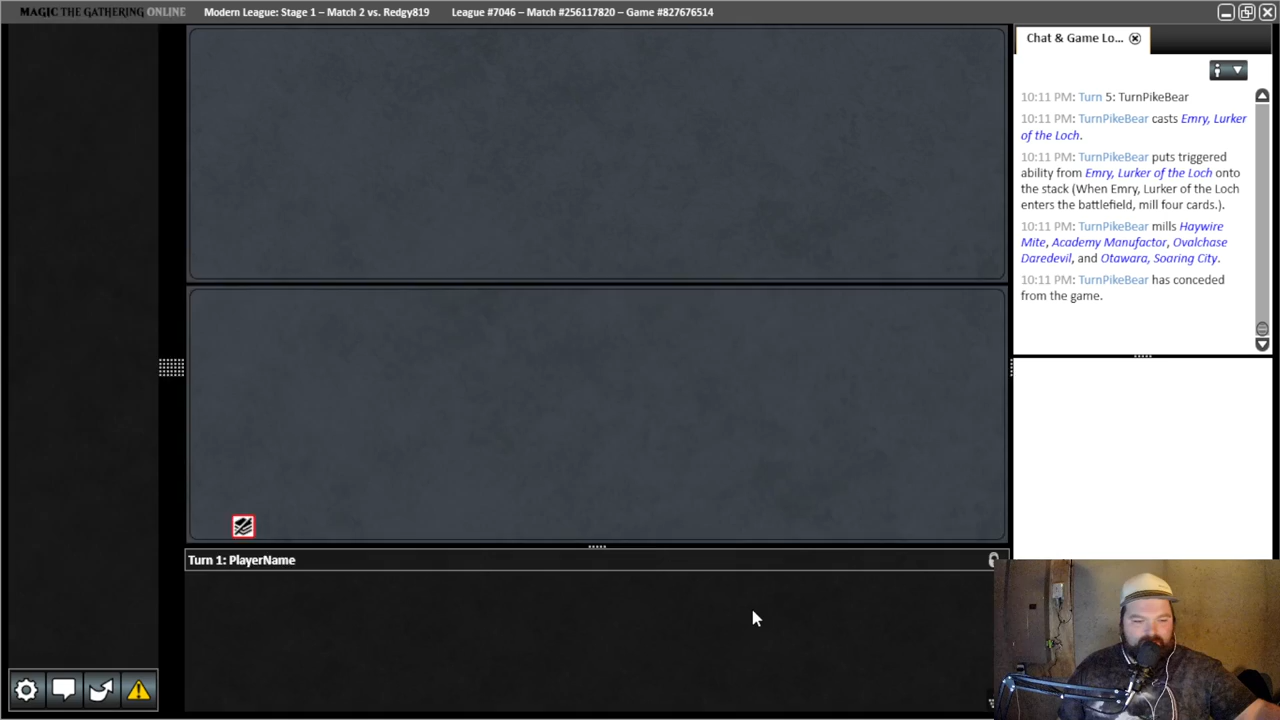 MAGIC THE GATHERING ONLINE
Modern League: Stage 1 – Match 2 vs. Redgy819
League #7046 – Match #256117820 – Game #827676514
Chat & Game Lo...
10:11 PM: Turn 5: TurnPikeBear
10:11 PM: TurnPikeBear casts Emry, Lurker
of the Loch.
10:11 PM: TurnPikeBear puts triggered
ability from Emry, Lurker of the Loch onto
the stack (When Emry, Lurker of the Loch
enters the battlefield, mill four cards.).
10:11 PM: TurnPikeBear mills Haywire
Mite, Academy Manufactor, Ovalchase
Daredevil, and Otawara, Soaring City.
10:11 PM: TurnPikeBear has conceded
from the game.
Turn 1: PlayerName